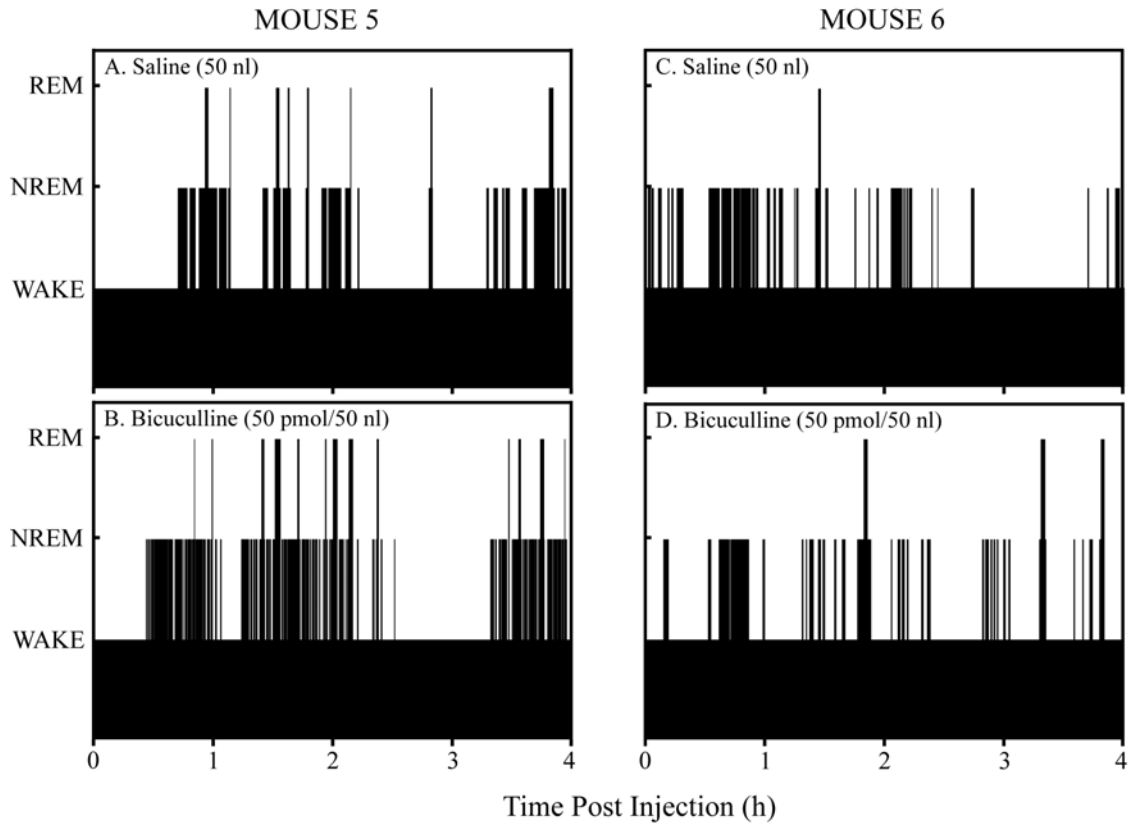 MOUSE 5
MOUSE 6
A. Saline (50 nl)
C. Saline (50 nl)
REM
NREM
WAKE
B. Bicuculline (50 pmol/50 nl)
D. Bicuculline (50 pmol/50 nl)
REM
NREM
WAKE
0 1 2 3 4
0 1 2 3 4
Time Post Injection (h)